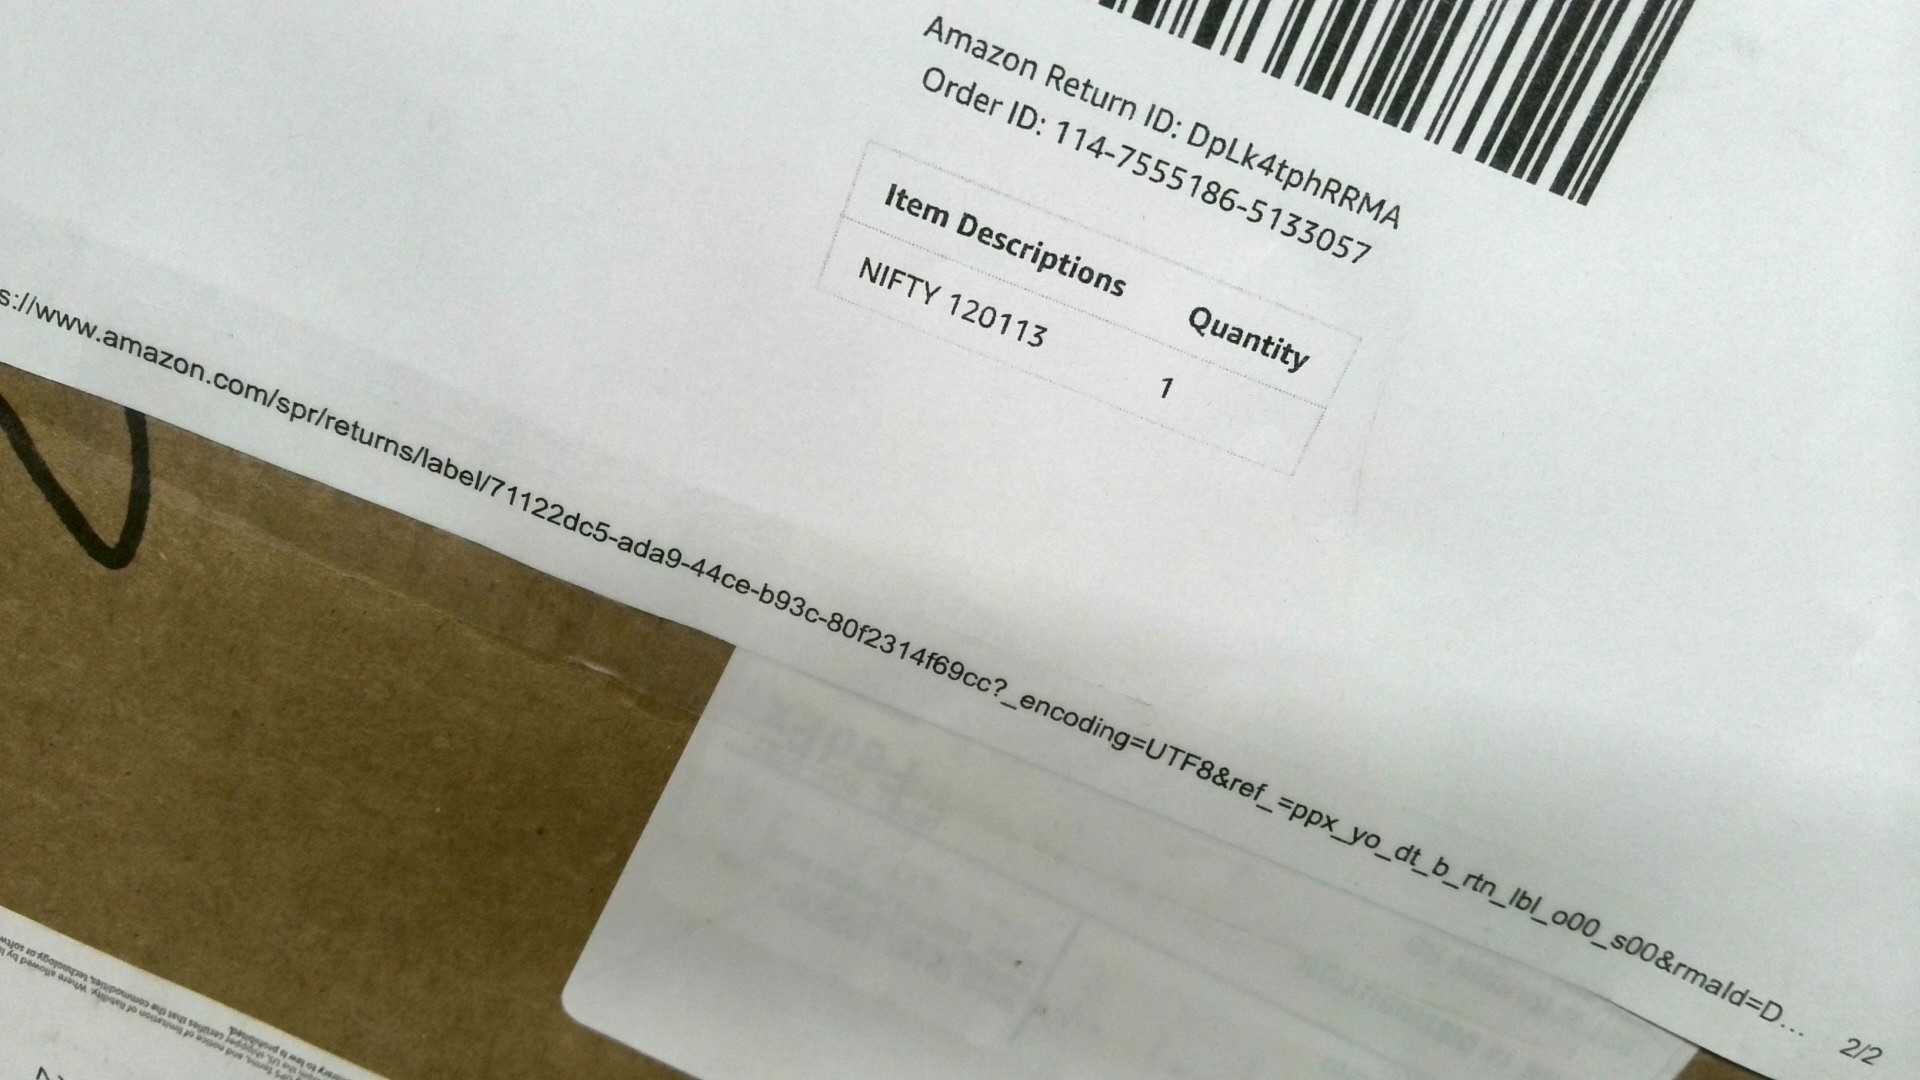 Amazon Return ID: DpLk4tphRRMA
Order ID: 114-7555186-5133057
Item Descriptions Quantity
NIFTY 120113 1
s://www.amazon.com/spr/returns/label/71122dc5-ada9-44ce-b93c-80f2314f69cc?_encoding=UTF8&ref_=ppx_yo_dt_b_rtn_lbl_o00_s00&rmaId=D... 2/2